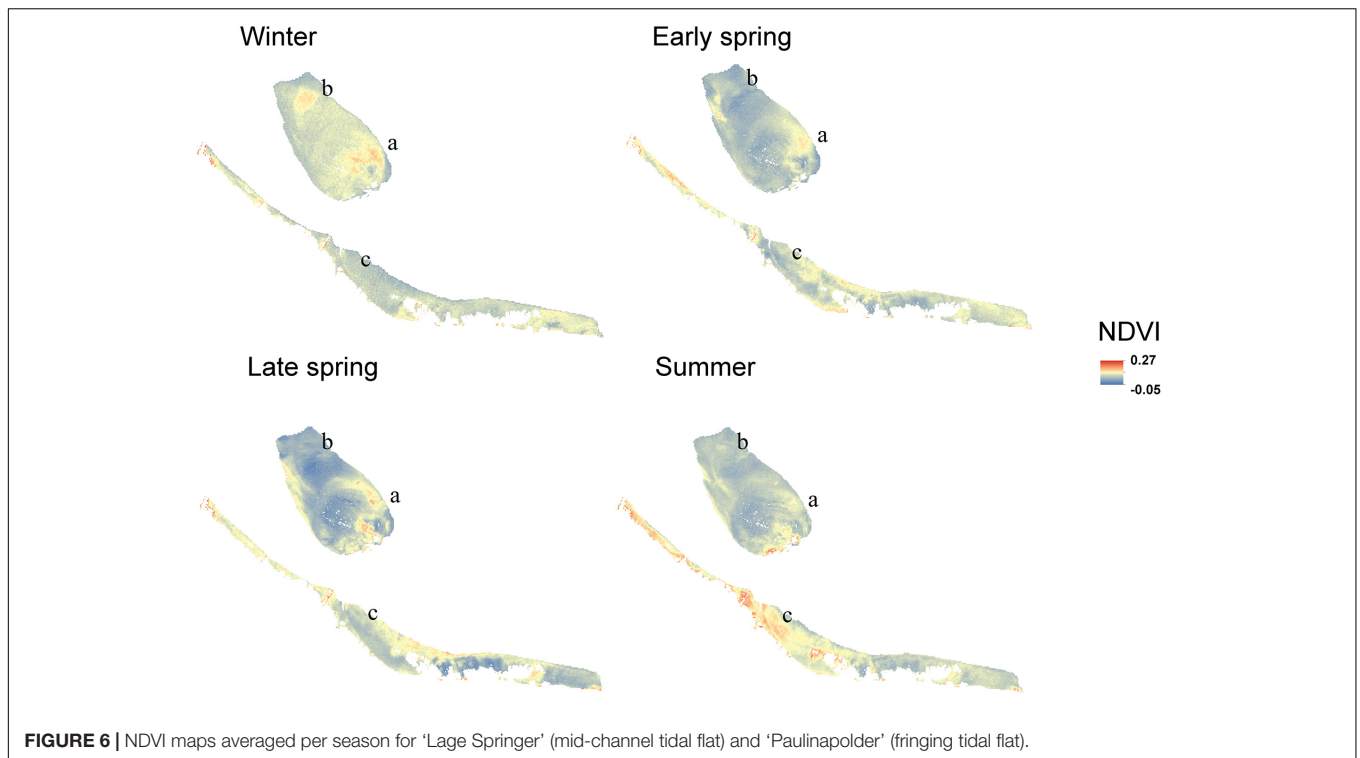 Winter
Early spring
b
b
a
a
c
c
NDVI
0.27
-0.05
Late spring
Summer
b
b
a
a
c
c
FIGURE 6 | NDVI maps averaged per season for ‘Lage Springer’ (mid-channel tidal flat) and ‘Paulinapolder’ (fringing tidal flat).